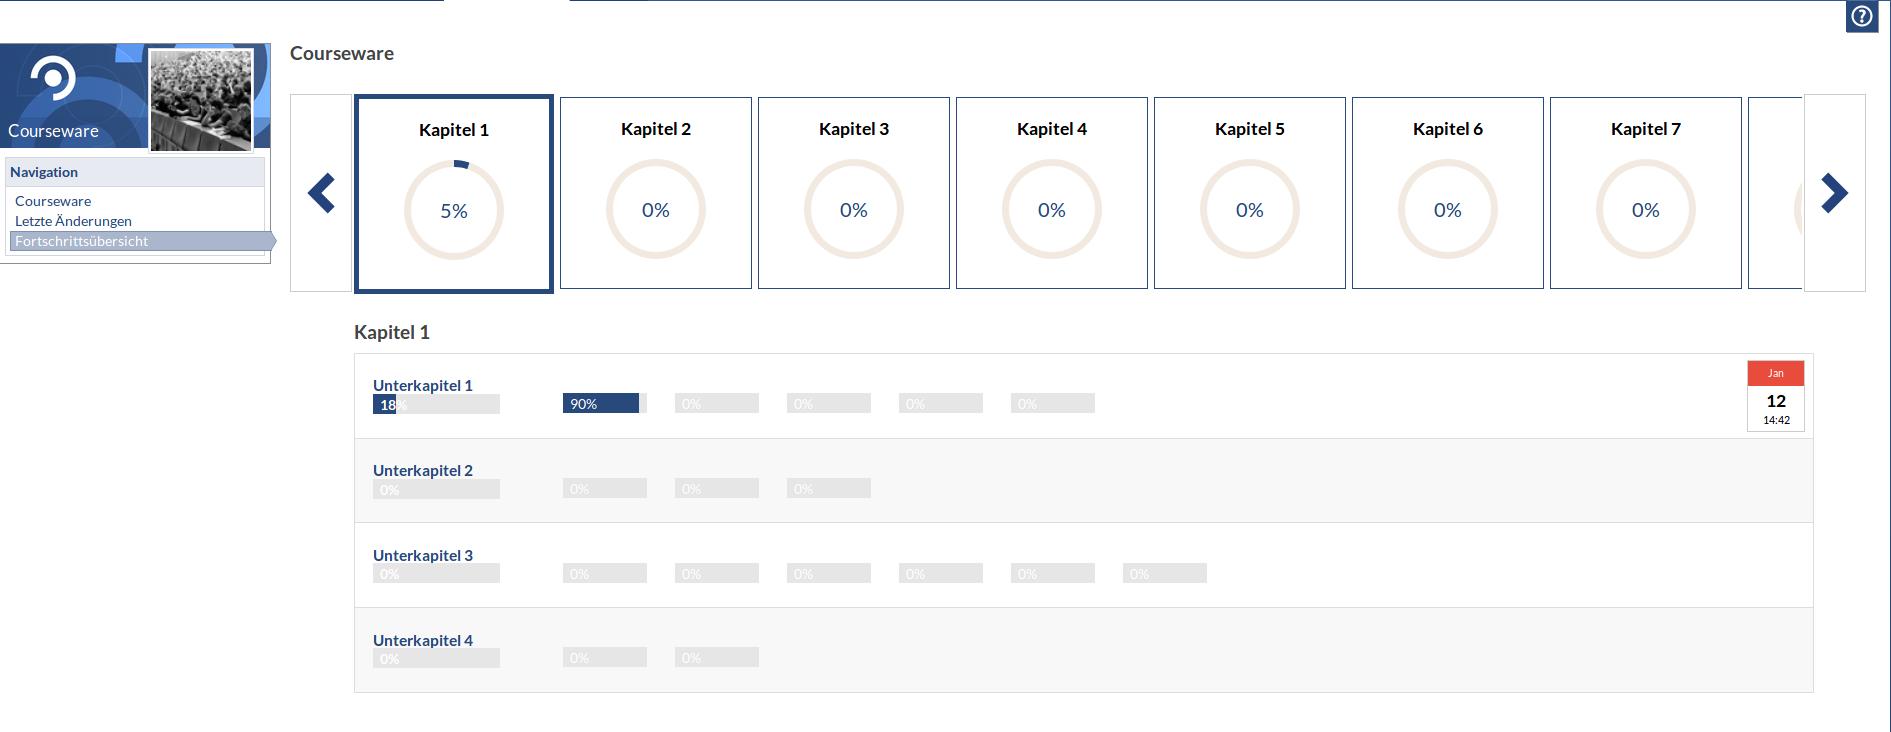 Courseware
Courseware
Navigation
Courseware
Letzte Änderungen
Fortschrittsübersicht
Kapitel 1
5%
Kapitel 2
0%
Kapitel 3
0%
Kapitel 4
0%
Kapitel 5
0%
Kapitel 6
0%
Kapitel 7
0%
Kapitel 1
Unterkapitel 1
18%
90%
0%
0%
0%
0%
Jan
12
14:42
Unterkapitel 2
0%
0%
0%
0%
Unterkapitel 3
0%
0%
0%
0%
0%
0%
0%
Unterkapitel 4
0%
0%
0%